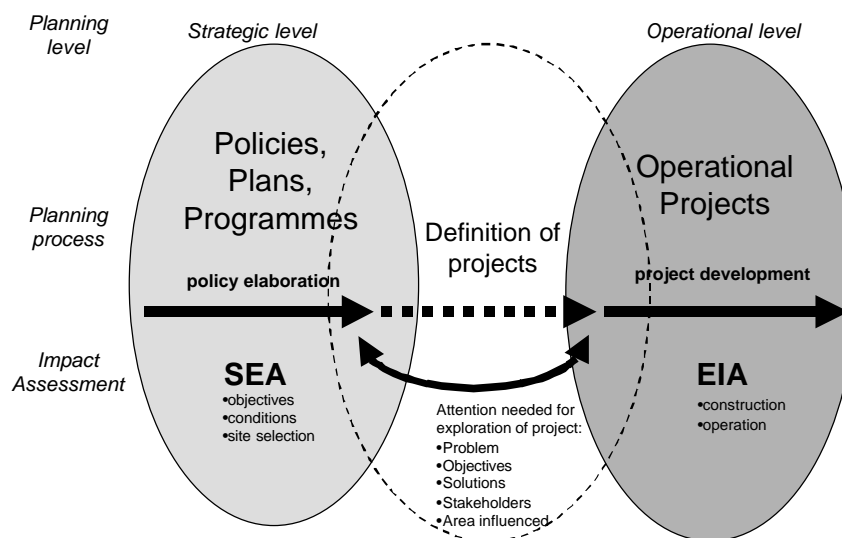 Planning
level
Strategic level
Operational level
Policies,
Plans,
Programmes
Operational
Projects
Planning
process
Definition of
projects
policy elaboration
project development
Impact
Assessment
SEA
•objectives
•conditions
•site selection
EIA
•construction
•operation
Attention needed for
exploration of project:
•Problem
•Objectives
•Solutions
•Stakeholders
•Area influenced